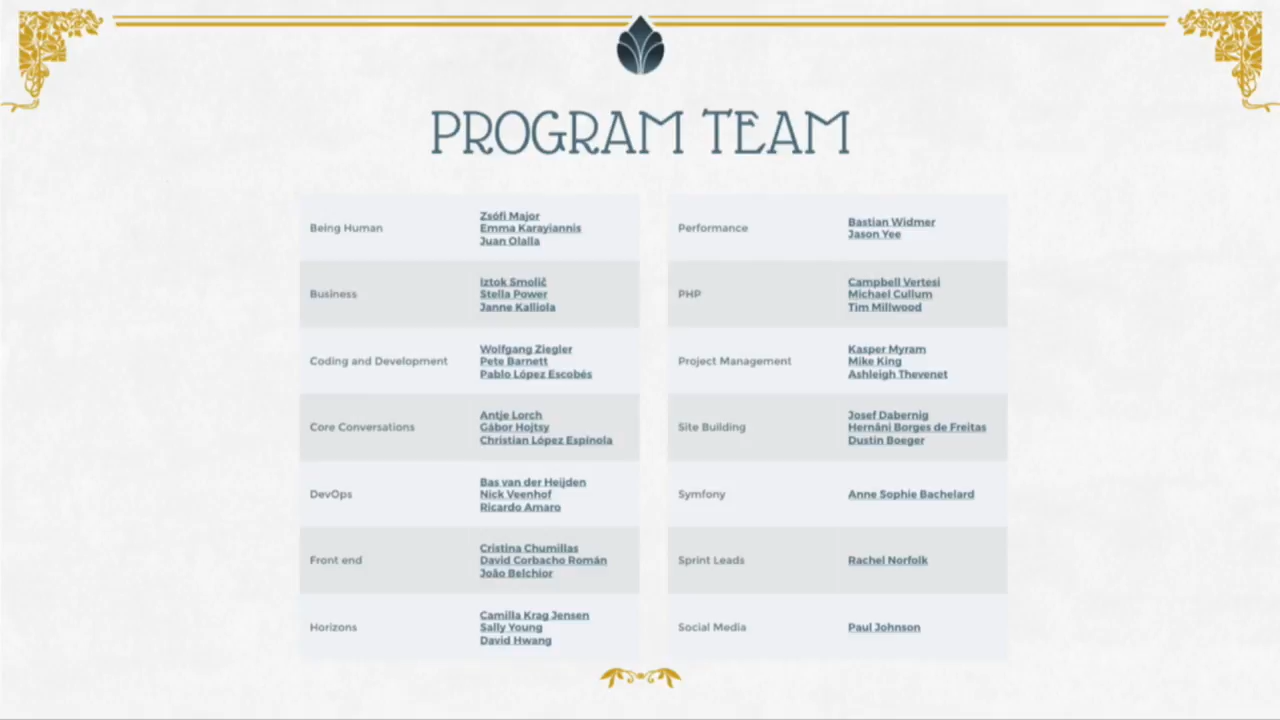 PROGRAM TEAM
Being Human
Zsófi Major
Emma Karayiannis
Juan Olalla
Business
Iztok Smolič
Stella Power
Janne Kalliola
Coding and Development
Wolfgang Ziegler
Pete Barnett
Pablo López Escobés
Core Conversations
Antje Lorch
Gábor Hojtsy
Christian López Espínola
DevOps
Bas van der Heijden
Nick Veenhof
Ricardo Amaro
Front end
Cristina Chumillas
David Corbacho Román
João Belchior
Horizons
Camilla Krag Jensen
Sally Young
David Hwang
Performance
Bastian Widmer
Jason Yee
PHP
Campbell Vertesi
Michael Cullum
Tim Millwood
Project Management
Kasper Myram
Mike King
Ashleigh Thevenet
Site Building
Josef Dabernig
Hernâni Borges de Freitas
Dustin Boeger
Symfony
Anne Sophie Bachelard
Sprint Leads
Rachel Norfolk
Social Media
Paul Johnson